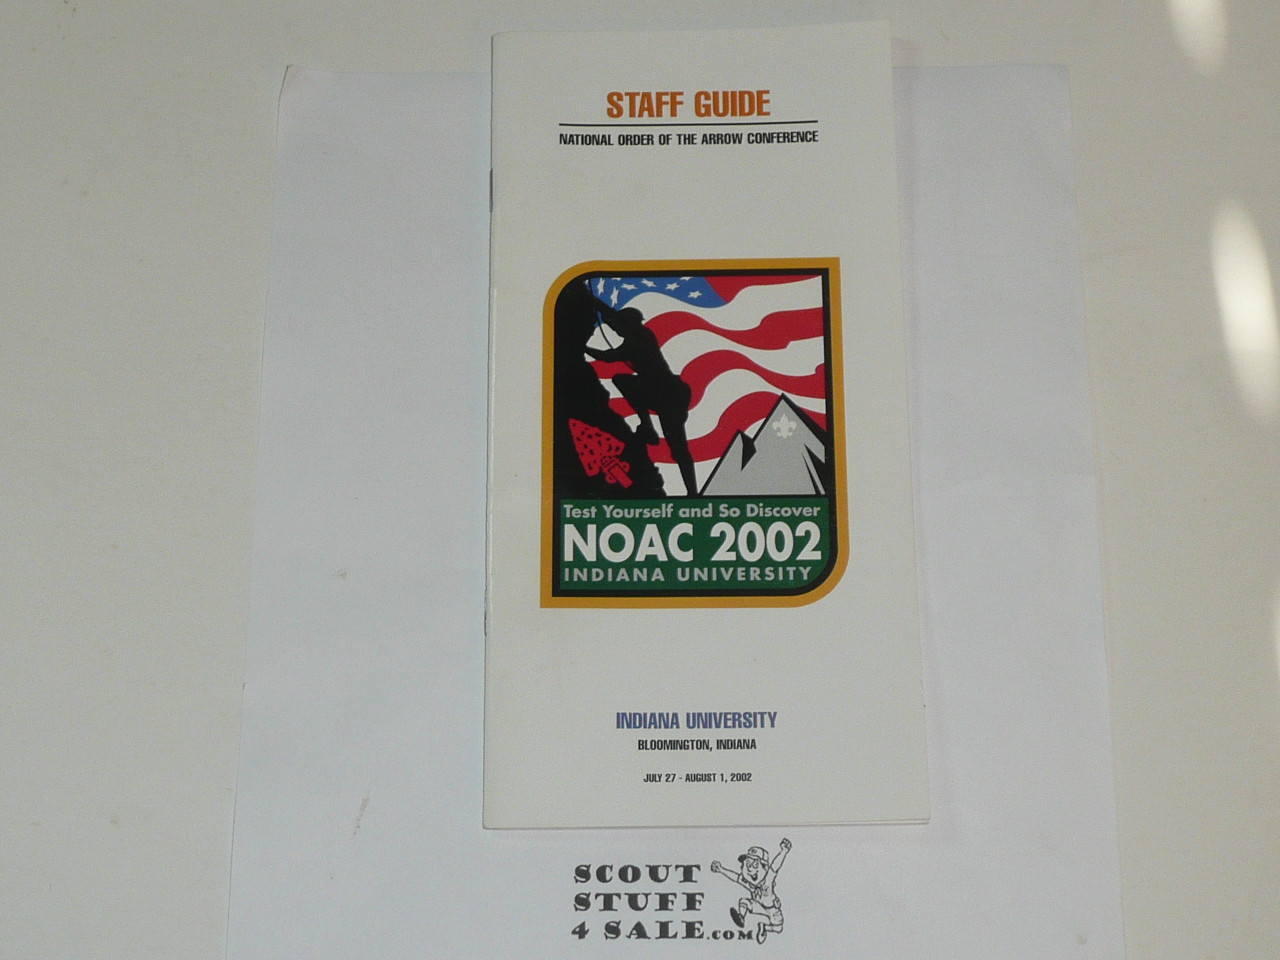 STAFF GUIDE
NATIONAL ORDER OF THE ARROW CONFERENCE
Test Yourself and So Discover
NOAC 2002
INDIANA UNIVERSITY
INDIANA UNIVERSITY
BLOOMINGTON, INDIANA
JULY 27 - AUGUST 1, 2002
SCOUT
STUFF
4 SALE.COM